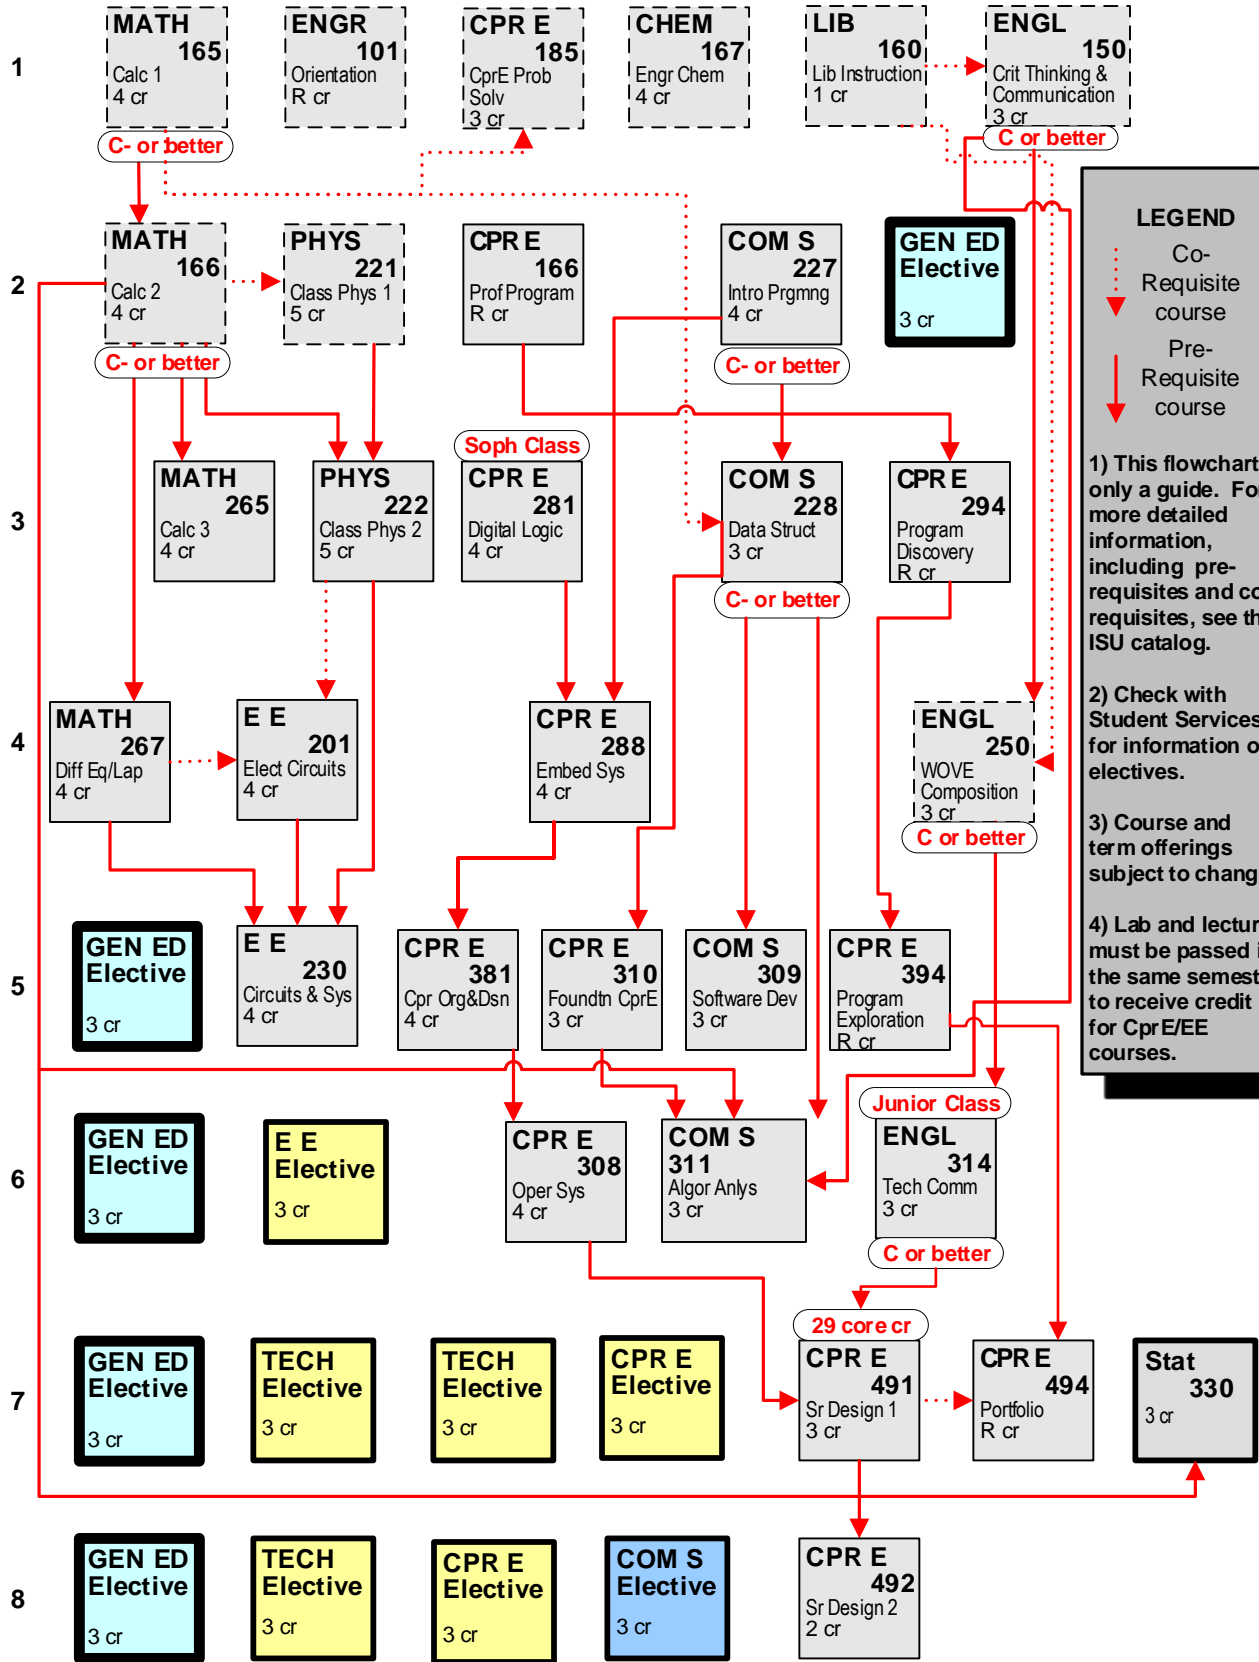 1
MATH
165
Calc 1
4 cr
ENGR
101
Orientation
R cr
CPR E
185
CprE Prob
Solv
3 cr
CHEM
167
Engr Chem
4 cr
LIB
160
Lib Instruction
1 cr
ENGL
150
Crit Thinking &
Communication
3 cr
C- or better
C or better
2
MATH
166
Calc 2
4 cr
PHYS
221
Class Phys 1
5 cr
CPR E
166
Prof Program
R cr
COM S
227
Intro Prgmng
4 cr
GEN ED
Elective
3 cr
C- or better
C- or better
Soph Class
3
MATH
265
Calc 3
4 cr
PHYS
222
Class Phys 2
5 cr
CPR E
281
Digital Logic
4 cr
COM S
228
Data Struct
3 cr
CPR E
294
Program
Discovery
R cr
C- or better
4
MATH
267
Diff Eq/Lap
4 cr
E E
201
Elect Circuits
4 cr
CPR E
288
Embed Sys
4 cr
ENGL
250
WOVE
Composition
3 cr
C or better
5
GEN ED
Elective
3 cr
E E
230
Circuits & Sys
4 cr
CPR E
381
Cpr Org&Dsn
4 cr
CPR E
310
Foundtn CprE
3 cr
COM S
309
Software Dev
3 cr
CPR E
394
Program
Exploration
R cr
Junior Class
6
GEN ED
Elective
3 cr
E E
Elective
3 cr
CPR E
308
Oper Sys
4 cr
COM S
311
Algor Anlys
3 cr
ENGL
314
Tech Comm
3 cr
C or better
29 core cr
7
GEN ED
Elective
3 cr
TECH
Elective
3 cr
TECH
Elective
3 cr
CPR E
Elective
3 cr
CPR E
491
Sr Design 1
3 cr
CPR E
494
Portfolio
R cr
Stat
330
3 cr
8
GEN ED
Elective
3 cr
TECH
Elective
3 cr
CPR E
Elective
3 cr
COM S
Elective
3 cr
CPR E
492
Sr Design 2
2 cr
LEGEND
Co-
Requisite
course
Pre-
Requisite
course
1) This flowchart
only a guide. For
more detailed
information,
including pre-
requisites and co
requisites, see th
ISU catalog.
2) Check with
Student Services
for information o
electives.
3) Course and
term offerings
subject to chang
4) Lab and lectur
must be passed i
the same semest
to receive credit
for CprE/EE
courses.